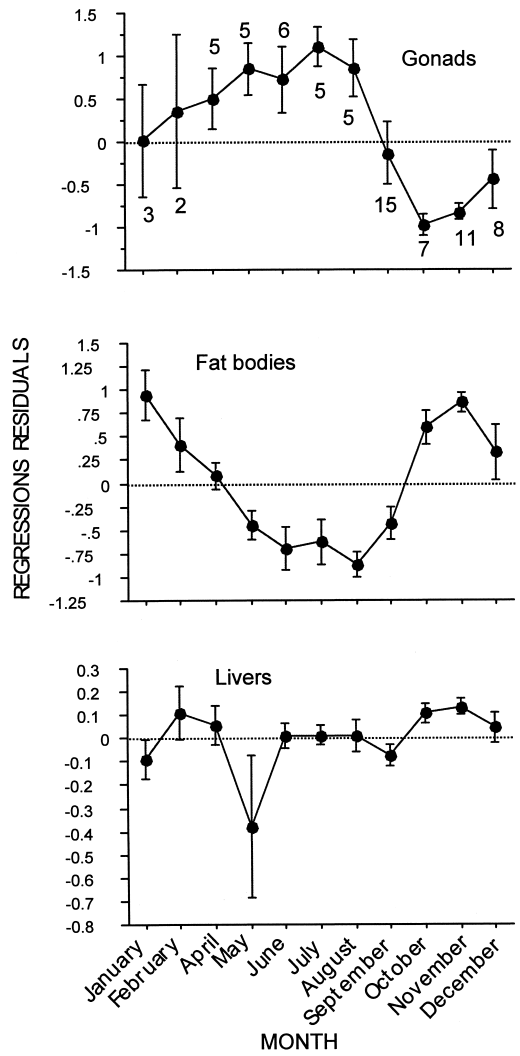 REGRESSIONS RESIDUALS
Gonads
1.5
1
0.5
0
-0.5
-1
-1.5
3
2
5
5
6
5
5
15
7
11
8
Fat bodies
1.5
1.25
1
.75
.5
.25
0
-.25
-.5
-.75
-1
-1.25
Livers
0.3
0.2
0.1
0
-0.1
-0.2
-0.3
-0.4
-0.5
-0.6
-0.7
-0.8
January
February
April
May
June
July
August
September
October
November
December
MONTH